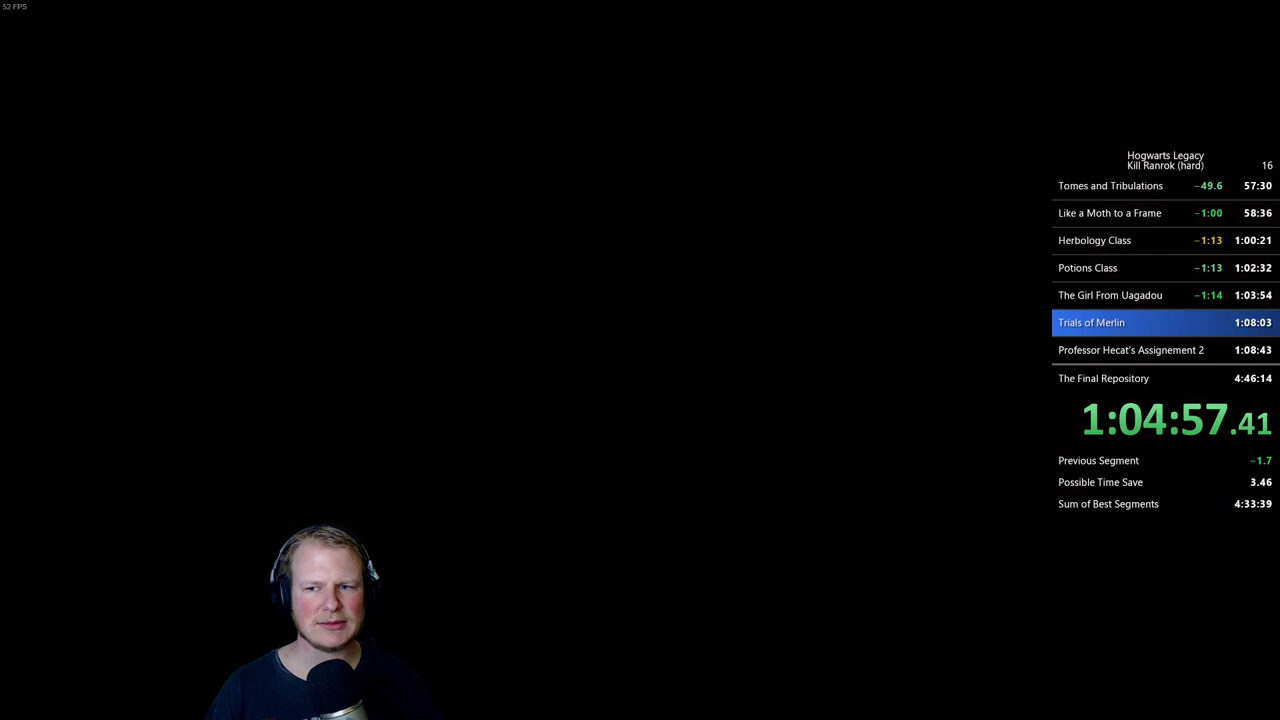 52 FPS
Hogwarts Legacy
Kill Ranrok (hard) 16
Tomes and Tribulations −49.6 57:30
Like a Moth to a Frame −1:00 58:36
Herbology Class −1:13 1:00:21
Potions Class −1:13 1:02:32
The Girl From Uagadou −1:14 1:03:54
Trials of Merlin 1:08:03
Professor Hecat's Assignement 2 1:08:43
The Final Repository 4:46:14
1:04:57.41
Previous Segment −1.7
Possible Time Save 3.46
Sum of Best Segments 4:33:39